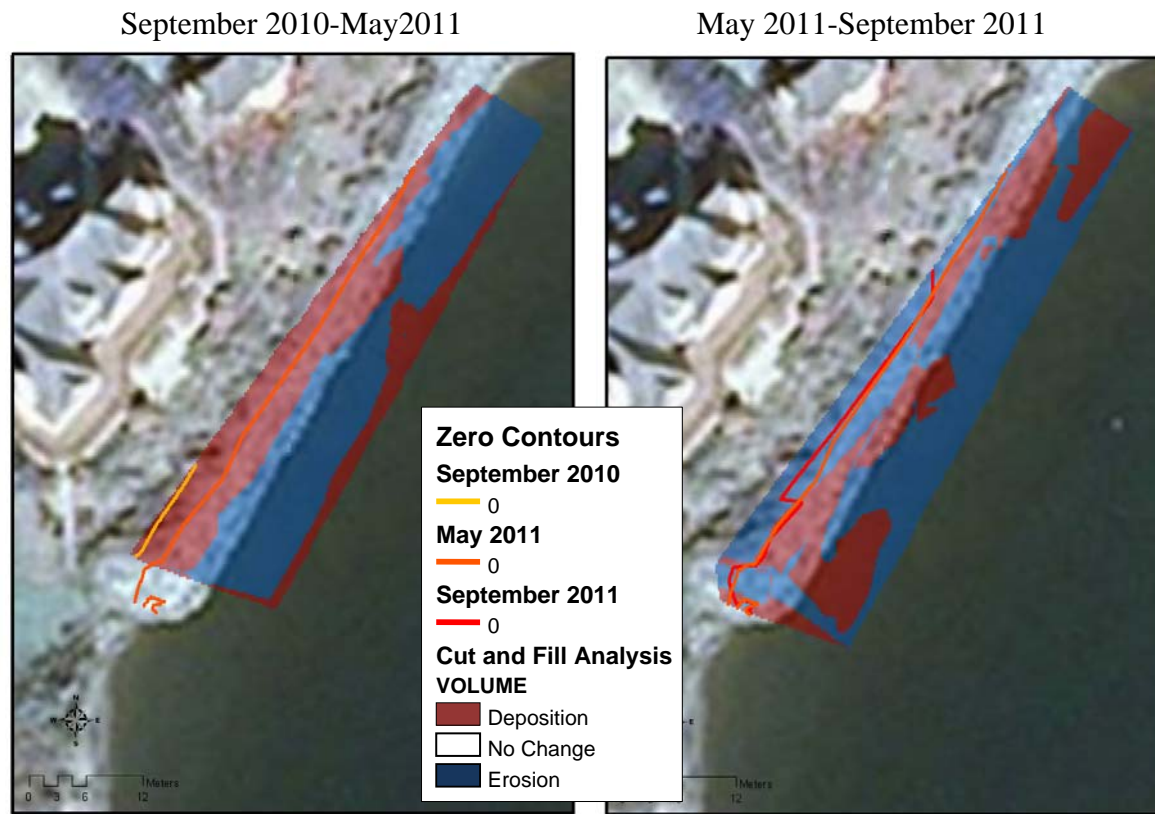 September 2010-May2011
May 2011-September 2011
Zero Contours
September 2010
0
May 2011
0
September 2011
0
Cut and Fill Analysis
VOLUME
Deposition
No Change
Erosion
N
W E
S
Meters
0 3 6 12
E
Meters
12